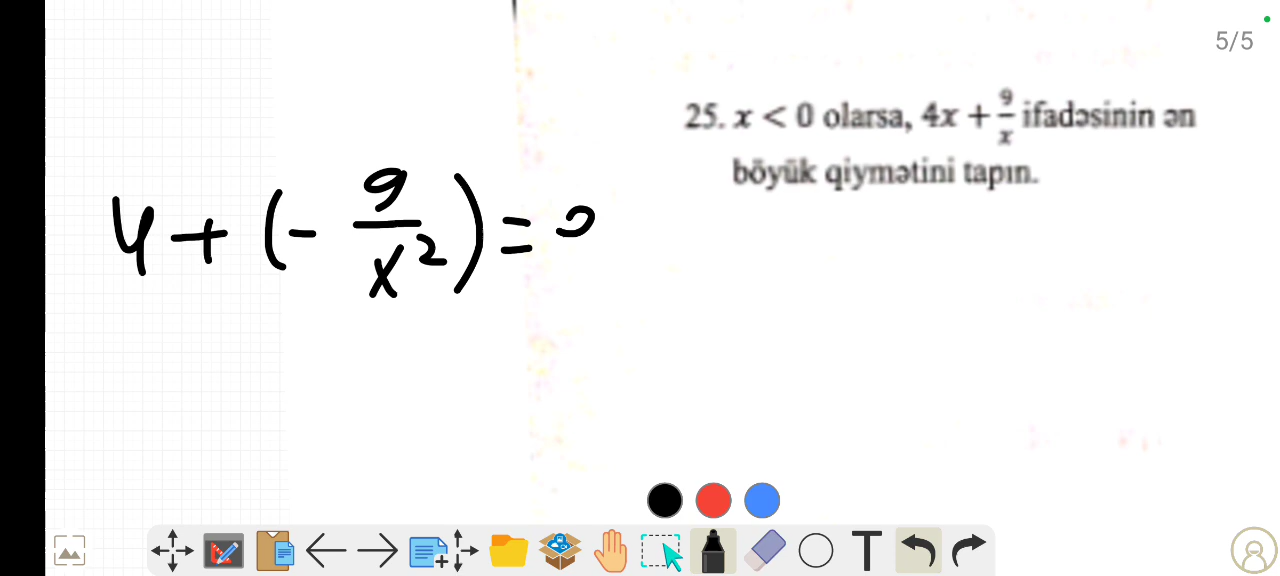 5/5
25. x < 0 olarsa, 4x + 9/x ifadəsinin ən
böyük qiymətini tapın.
4 + (- 9/x²) = 0
T